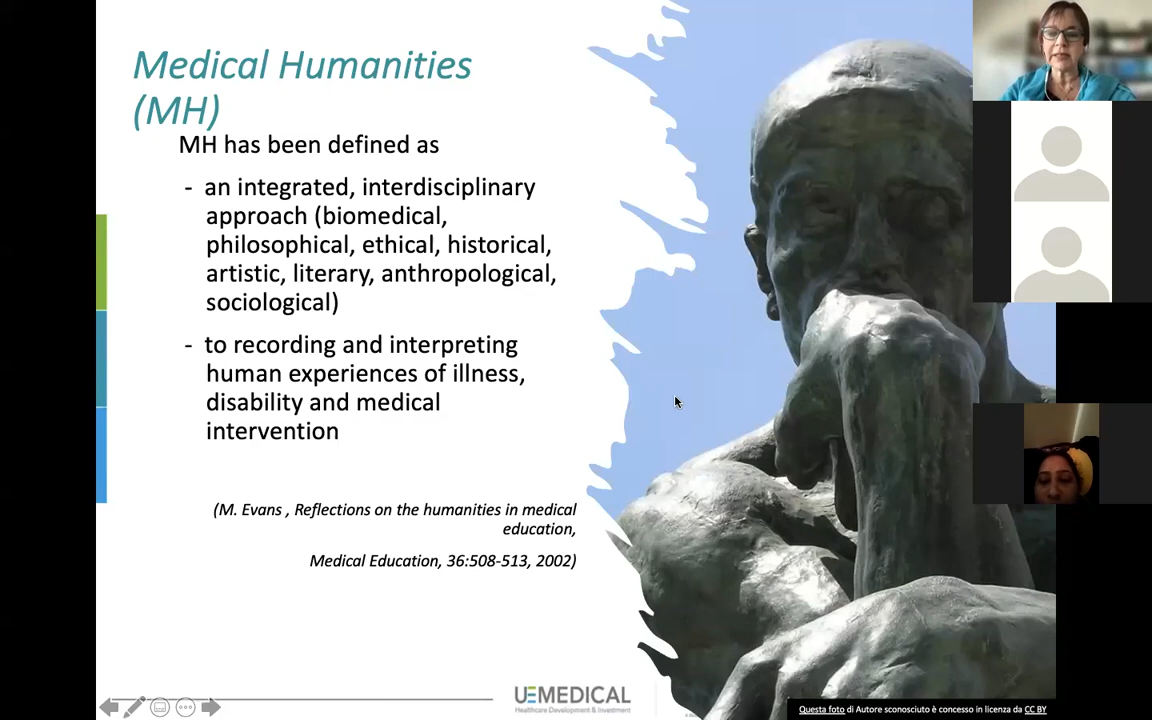 Medical Humanities
(MH)
MH has been defined as
- an integrated, interdisciplinary
approach (biomedical,
philosophical, ethical, historical,
artistic, literary, anthropological,
sociological)
- to recording and interpreting
human experiences of illness,
disability and medical
intervention
(M. Evans , Reflections on the humanities in medical
education,
Medical Education, 36:508-513, 2002)
UEMEDICAL
Healthcare Development & Investment
Questa foto di Autore sconosciuto è concesso in licenza da CC BY